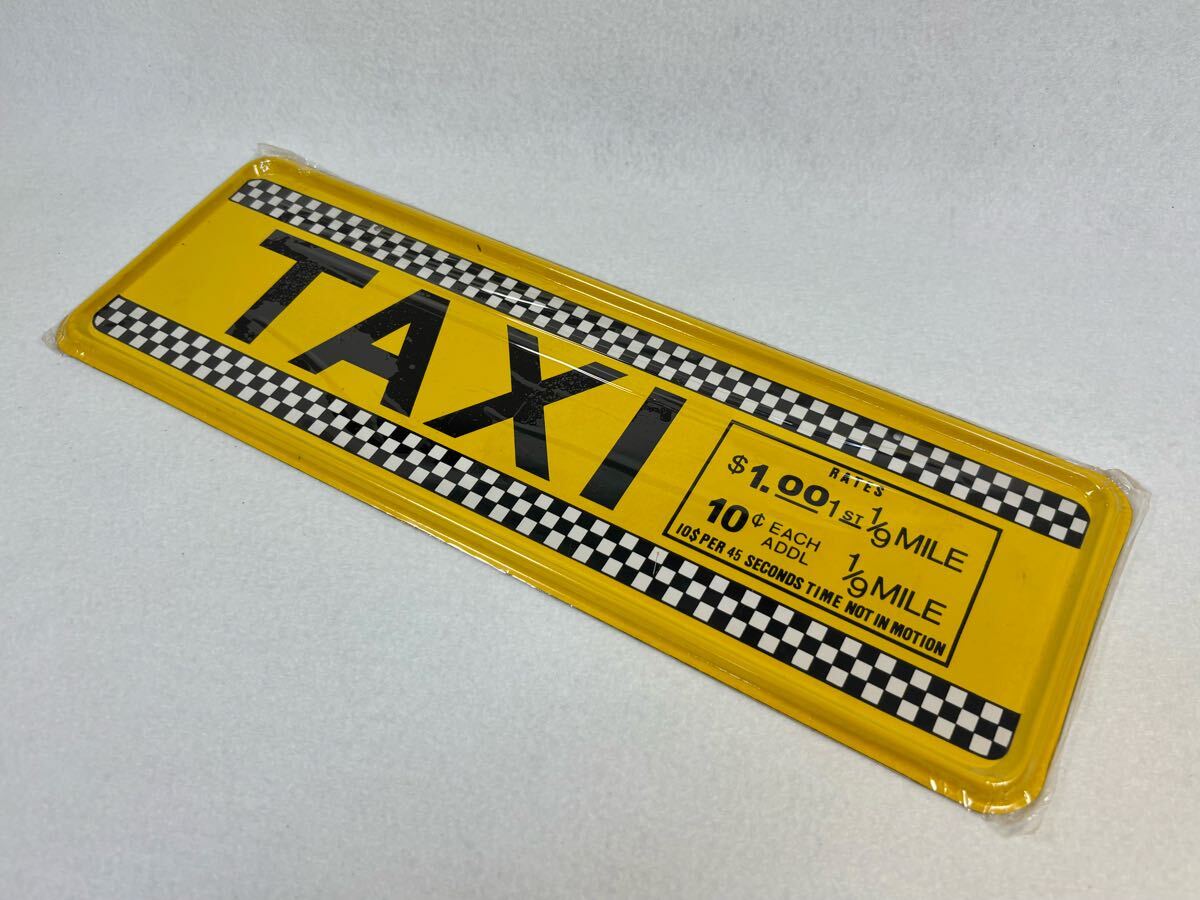 TAXI
RATES
$1.00 1ST 1/9 MILE
10¢ EACH ADDL 1/9 MILE
10$ PER 45 SECONDS TIME NOT IN MOTION